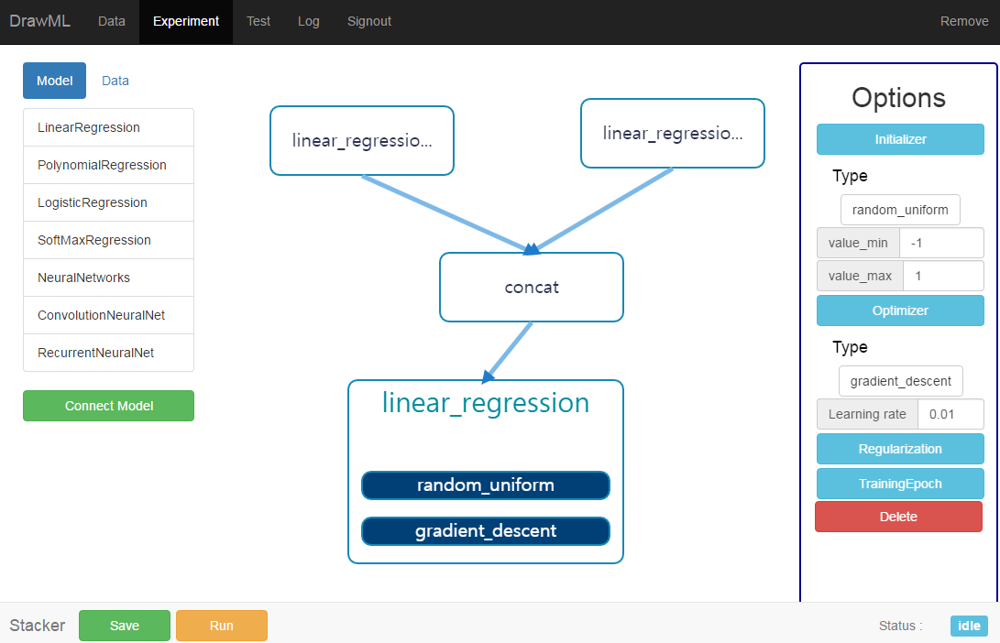 DrawML Data Experiment Test Log Signout Remove
Model Data
LinearRegression
PolynomialRegression
LogisticRegression
SoftMaxRegression
NeuralNetworks
ConvolutionNeuralNet
RecurrentNeuralNet
Connect Model
linear_regressio...
linear_regressio...
concat
linear_regression
random_uniform
gradient_descent
Options
Initializer
Type
random_uniform
value_min -1
value_max 1
Optimizer
Type
gradient_descent
Learning rate 0.01
Regularization
TrainingEpoch
Delete
Stacker Save Run Status : idle